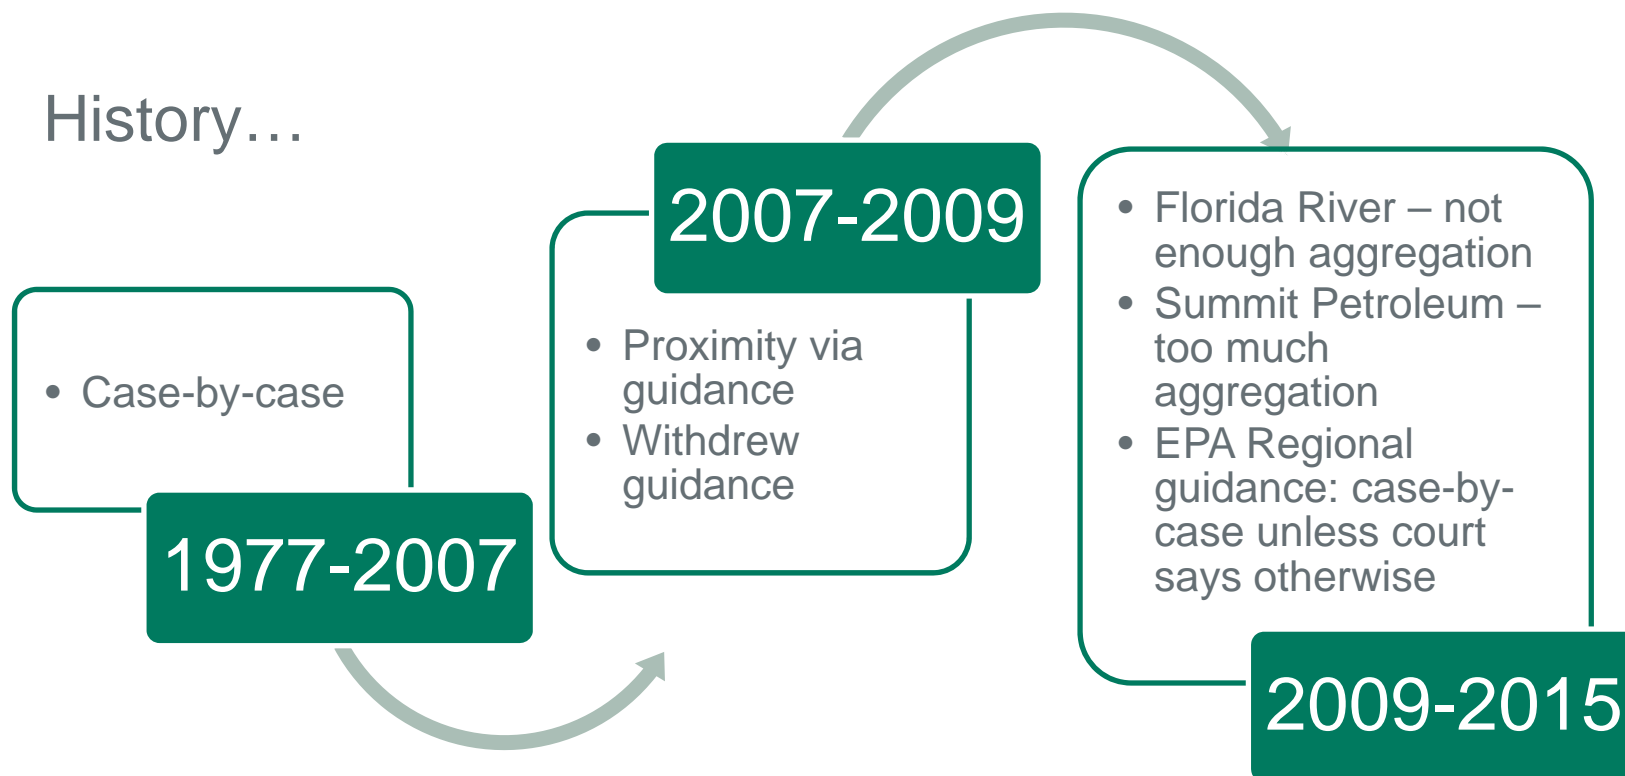 History…
• Case-by-case
1977-2007
2007-2009
• Proximity via
guidance
• Withdrew
guidance
• Florida River – not
enough aggregation
• Summit Petroleum –
too much
aggregation
• EPA Regional
guidance: case-by-
case unless court
says otherwise
2009-2015